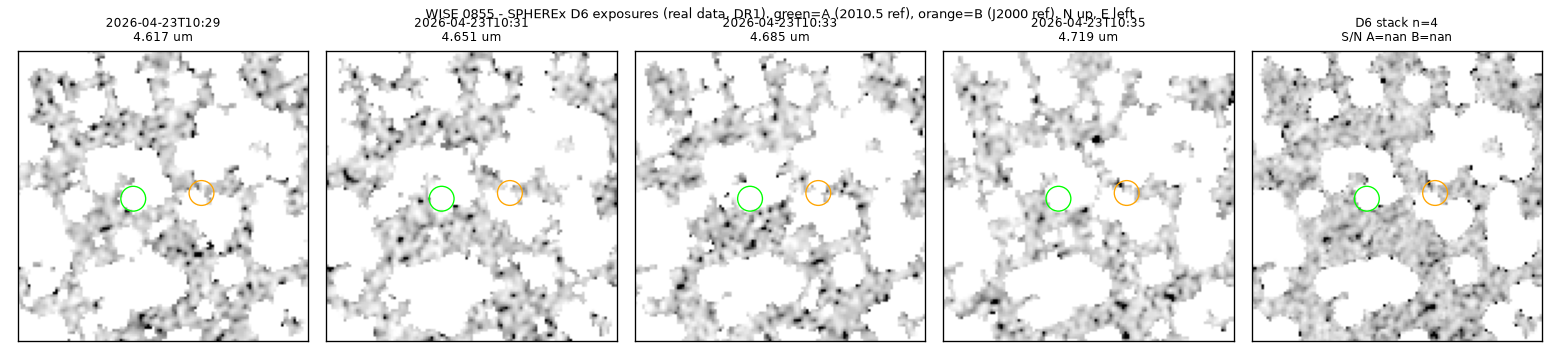 WISE 0855 - SPHEREx D6 exposures (real data, DR1), green=A (2010.5 ref), orange=B (J2000 ref), N up, E left
2026-04-23T10:29
4.617 um
2026-04-23T10:31
4.651 um
2026-04-23T10:33
4.685 um
2026-04-23T10:35
4.719 um
D6 stack n=4
S/N A=nan B=nan